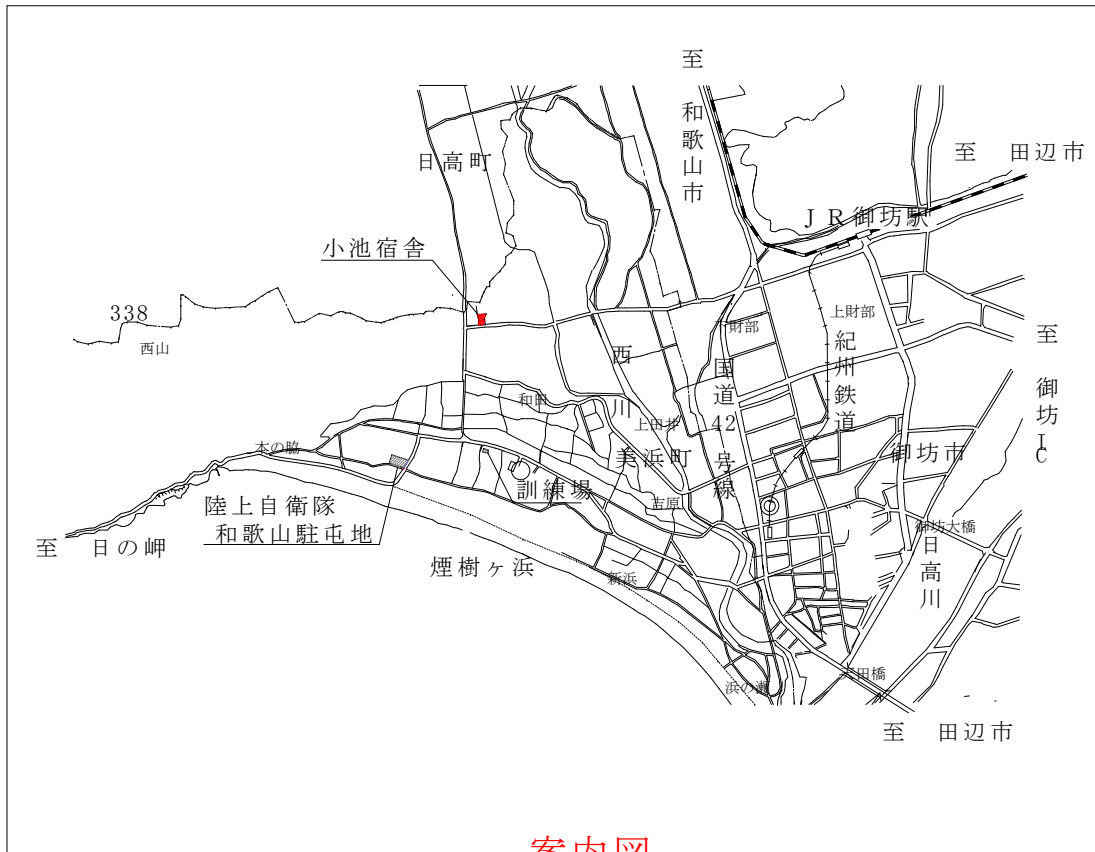 至 和歌山市
至 田辺市
日高町
JR御坊駅
小池宿舎
338
西山
下財部
上財部
紀州鉄道
至 御坊IC
西川
国道42号線
和田
上田井
美浜町
御坊市
本の脇
訓練場
吉原
陸上自衛隊
和歌山駐屯地
御坊大橋
至 日の岬
煙樹ヶ浜
新浜
日高川
天田橋
浜の瀬
至 田辺市
案内図